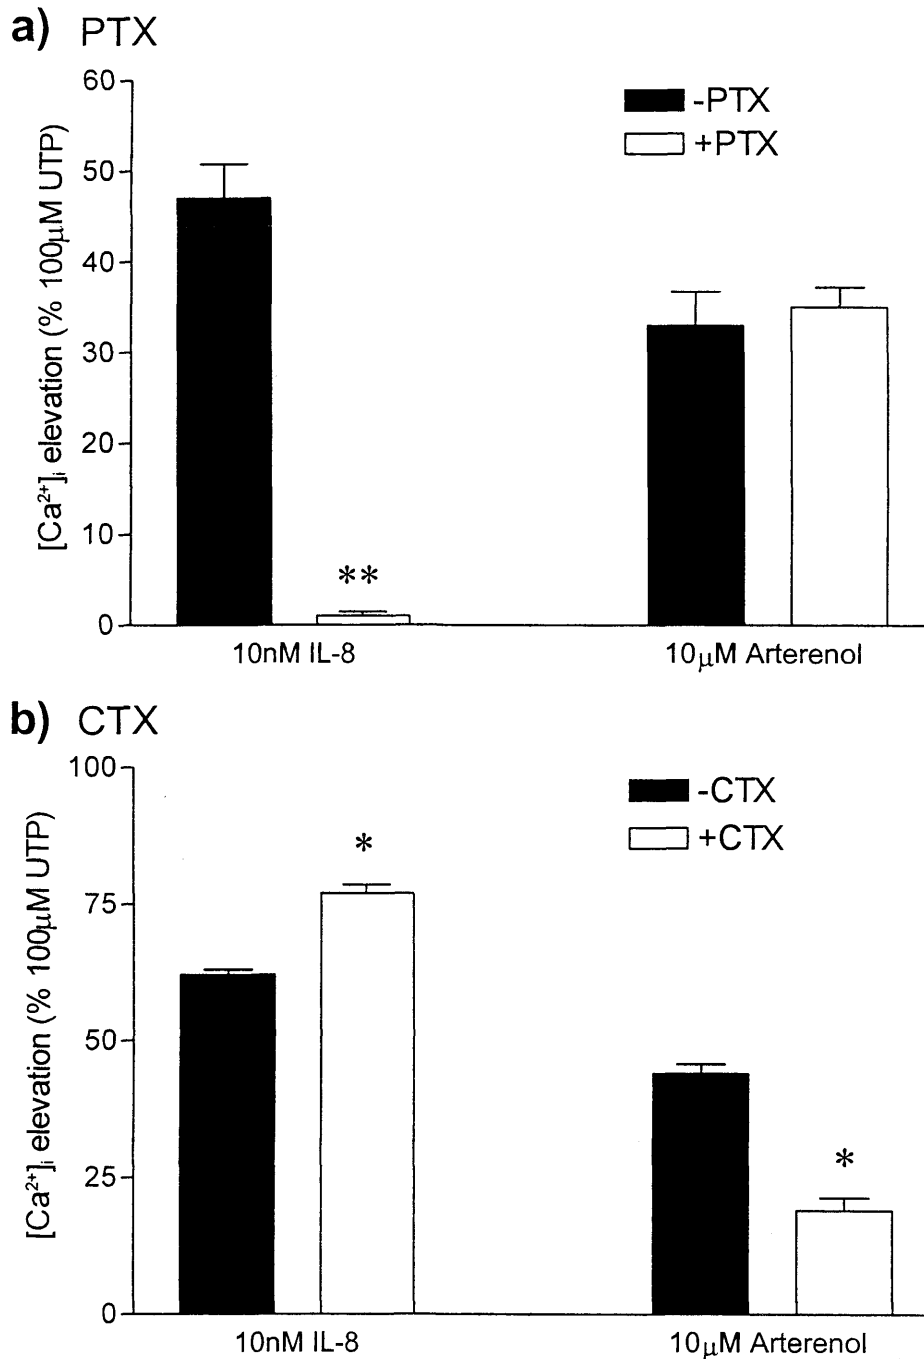 a) PTX
[Ca²⁺]ᵢ elevation (% 100μM UTP)
60
50
40
30
20
10
0
-PTX
+PTX
**
10nM IL-8
10μM Arterenol
b) CTX
[Ca²⁺]ᵢ elevation (% 100μM UTP)
100
75
50
25
0
-CTX
+CTX
*
*
10nM IL-8
10μM Arterenol